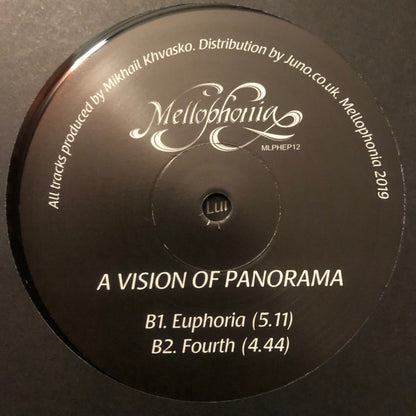 All tracks produced by Mikhail Khvasko. Distribution by Juno.co.uk. Mellophonia 2019
Mellophonia
MLPHEP12
Lui
A VISION OF PANORAMA
B1. Euphoria (5.11)
B2. Fourth (4.44)